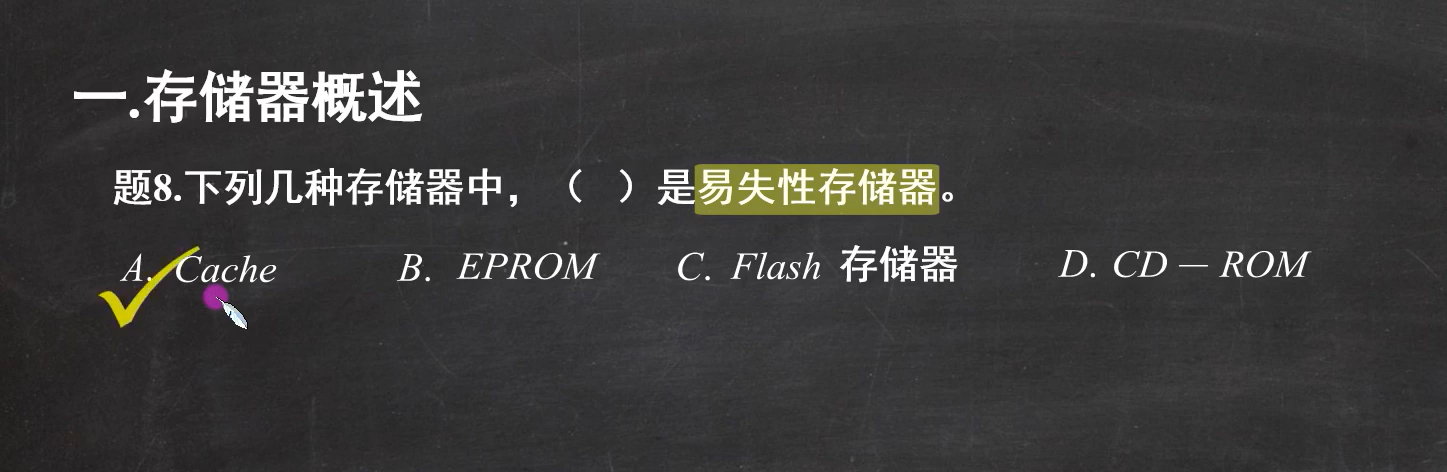 一.存储器概述
题8.下列几种存储器中，（ ）是易失性存储器。
A. Cache B. EPROM C. Flash 存储器 D. CD - ROM